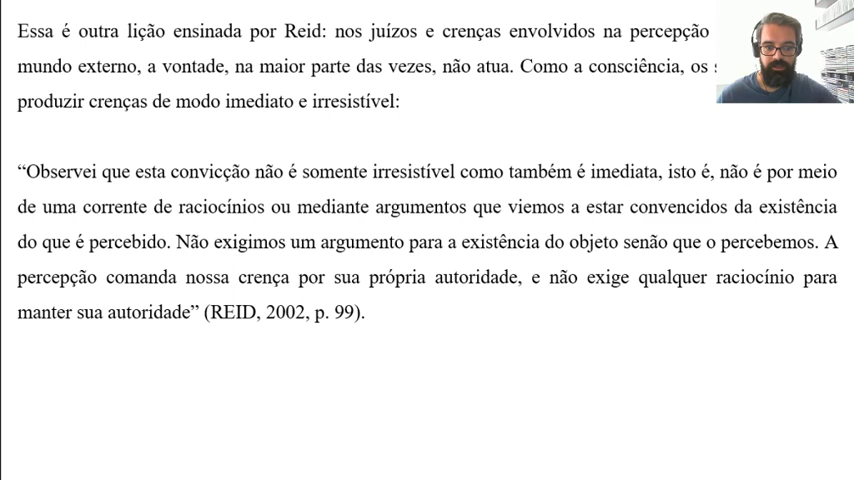 Essa é outra lição ensinada por Reid: nos juízos e crenças envolvidos na percepção
mundo externo, a vontade, na maior parte das vezes, não atua. Como a consciência, os
produzir crenças de modo imediato e irresistível:
“Observei que esta convicção não é somente irresistível como também é imediata, isto é, não é por meio
de uma corrente de raciocínios ou mediante argumentos que viemos a estar convencidos da existência
do que é percebido. Não exigimos um argumento para a existência do objeto senão que o percebemos. A
percepção comanda nossa crença por sua própria autoridade, e não exige qualquer raciocínio para
manter sua autoridade” (REID, 2002, p. 99).